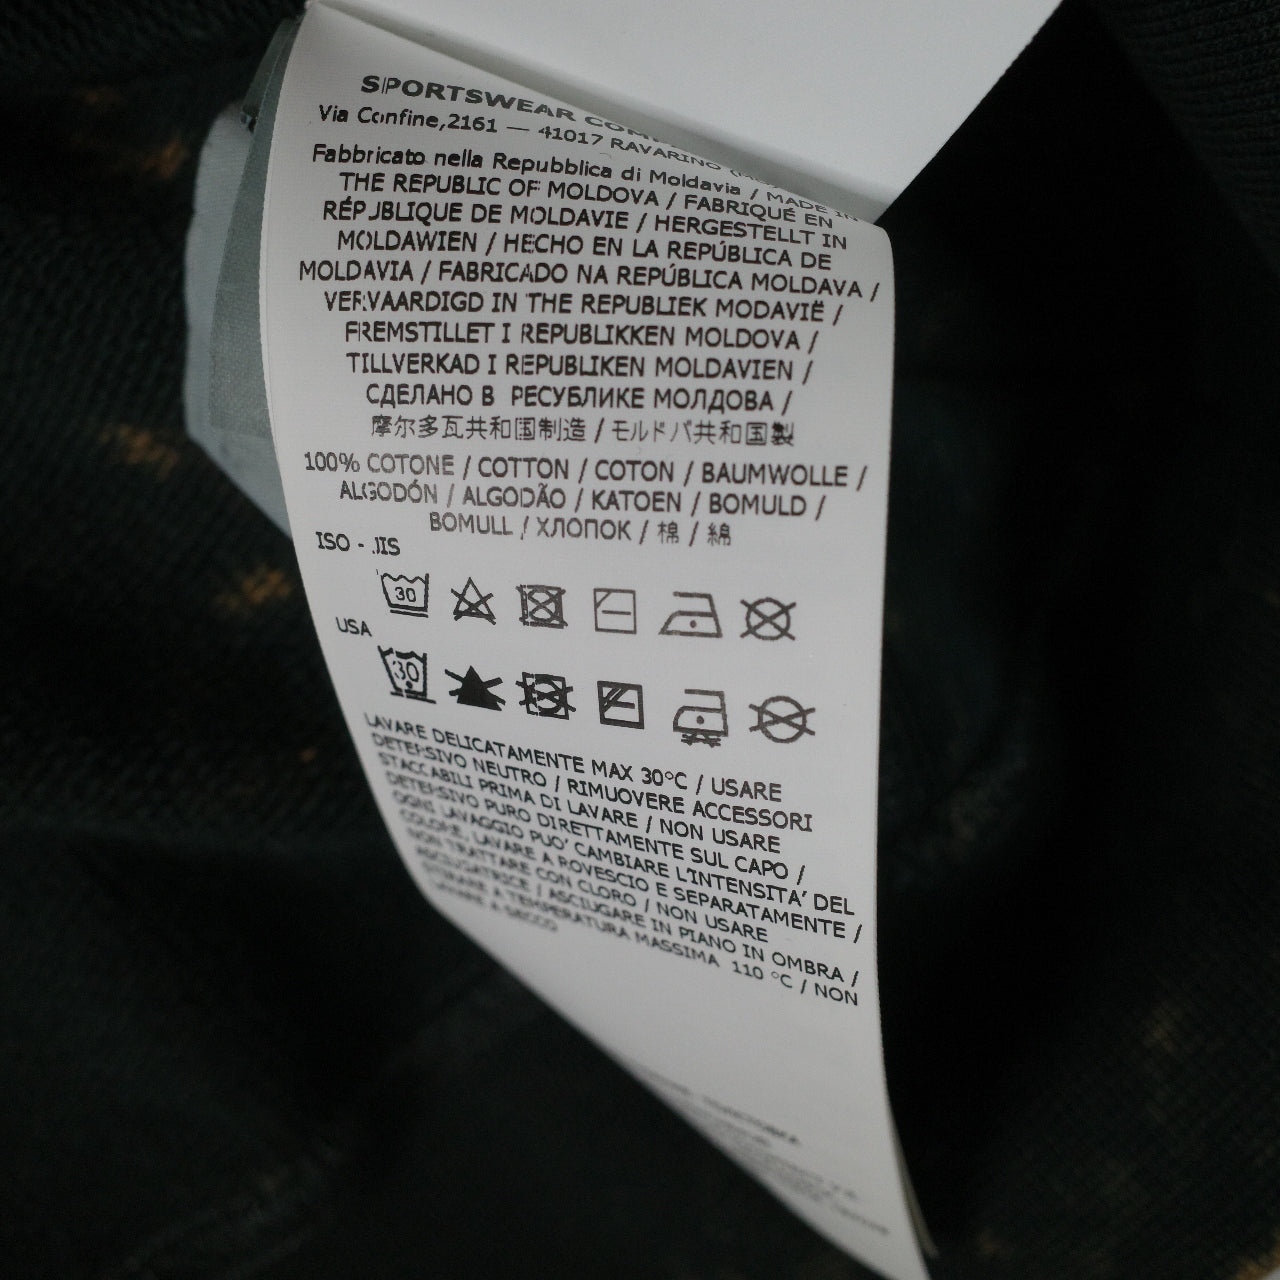 SPORTSWEAR
Via Confine,2161 — 41017 RAVARINO
Fabbricato nella Repubblica di Moldavia / MADE IN
THE REPUBLIC OF MOLDOVA / FABRIQUÉ EN
RÉPUBLIQUE DE MOLDAVIE / HERGESTELLT IN
MOLDAWIEN / HECHO EN LA REPÚBLICA DE
MOLDAVIA / FABRICADO NA REPÚBLICA MOLDAVA /
VERVAARDIGD IN THE REPUBLIEK MODAVIË /
FREMSTILLET I REPUBLIKKEN MOLDOVA /
TILLVERKAD I REPUBLIKEN MOLDAVIEN /
СДЕЛАНО В РЕСУБЛИКЕ МОЛДОВА /
摩尔多瓦共和国制造 / モルドバ共和国製
100% COTONE / COTTON / COTON / BAUMWOLLE /
ALGODÓN / ALGODÃO / KATOEN / BOMULD /
BOMULL / ХЛОПОК / 棉 / 綿
ISO - JIS
30
USA
30
LAVARE DELICATAMENTE MAX 30°C / USARE
DETERSIVO NEUTRO / RIMUOVERE ACCESSORI
STACCABILI PRIMA DI LAVARE / NON USARE
DETERSIVO PURO DIRETTAMENTE SUL CAPO /
OGNI LAVAGGIO PUO' CAMBIARE L'INTENSITA' DEL
COLORE, LAVARE A ROVESCIO E SEPARATAMENTE /
NON TRATTARE CON CLORO / NON USARE
ASCIUGATRICE / ASCIUGARE IN PIANO IN OMBRA /
STIRARE A TEMPERATURA MASSIMA 110 °C / NON
LAVARE A SECCO